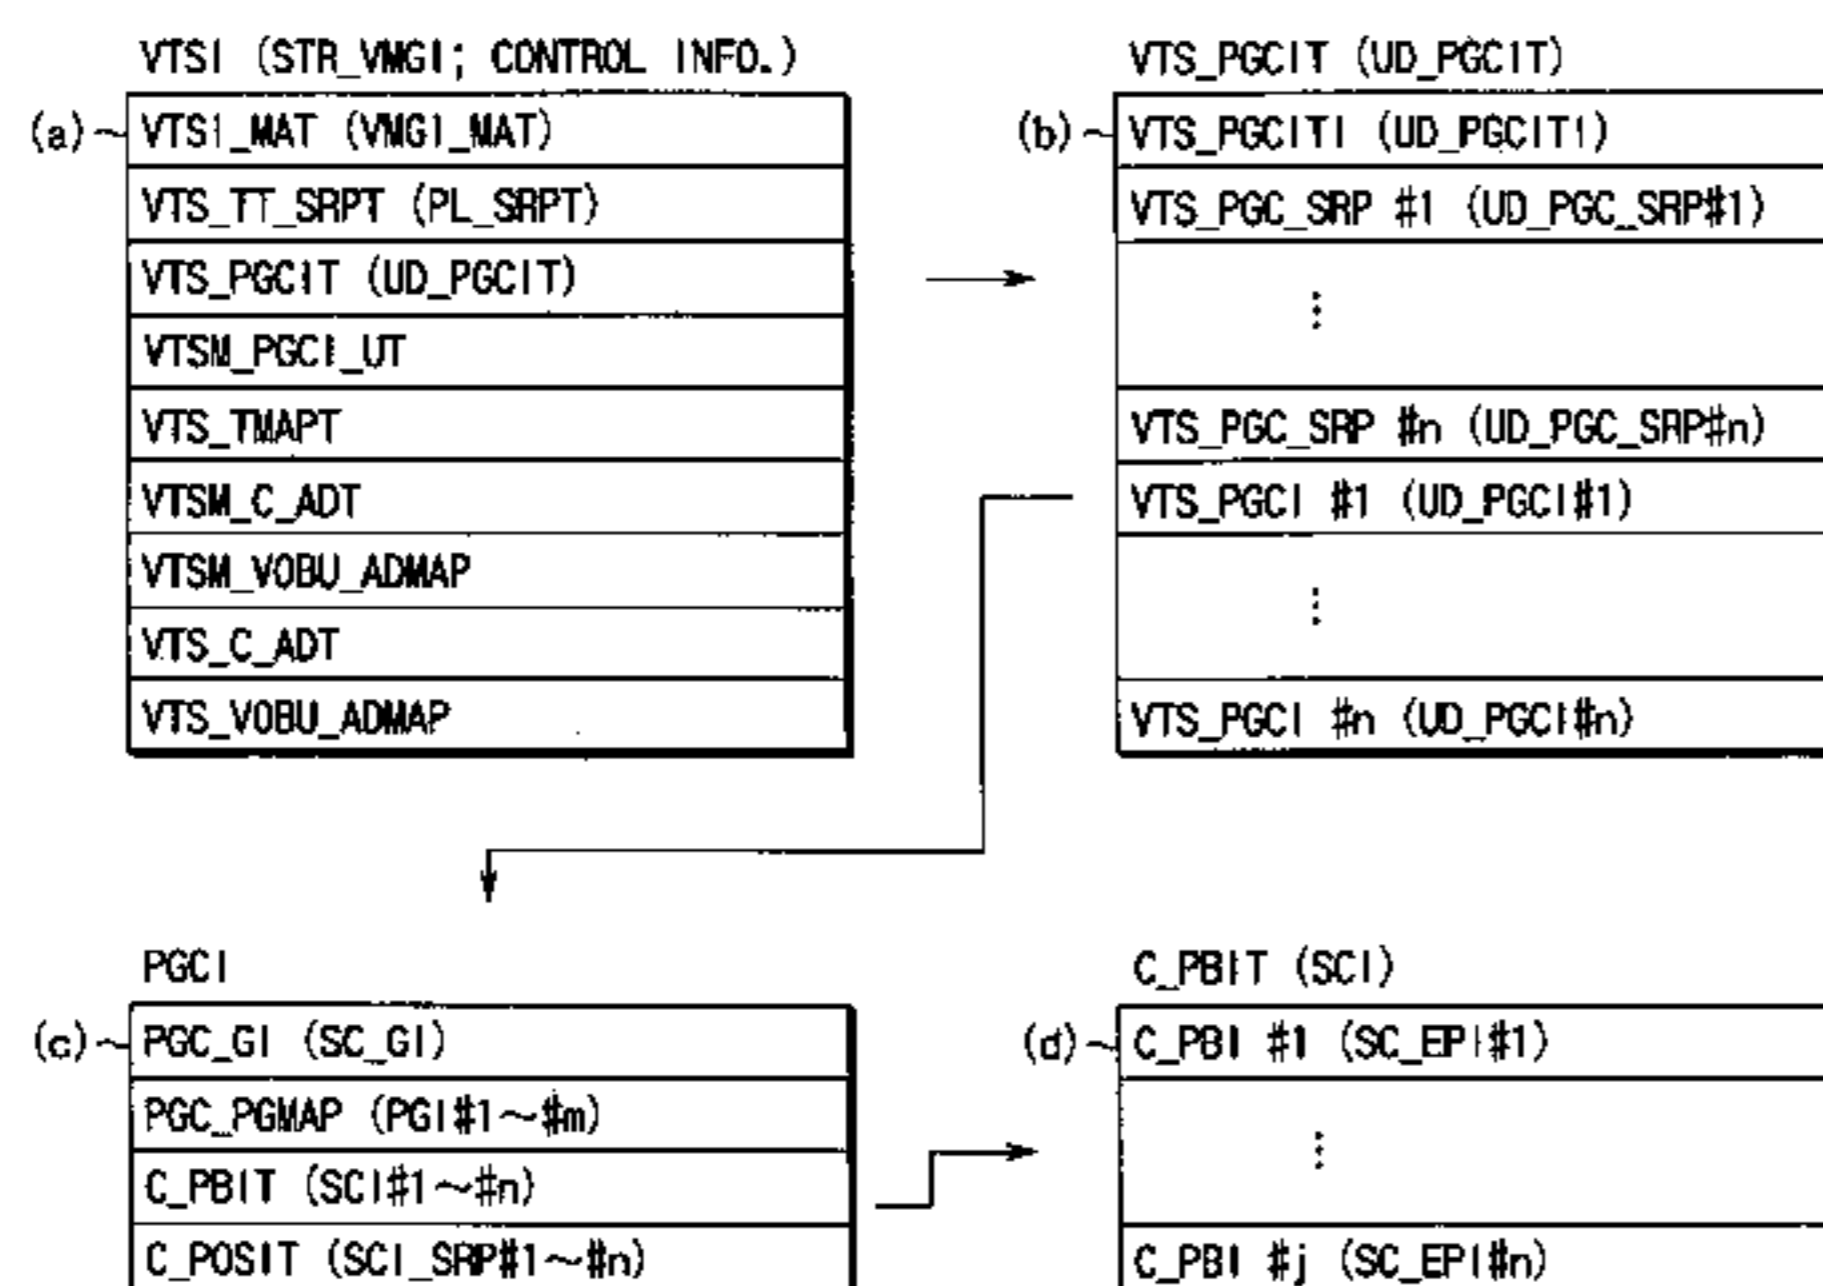 VTSI (STR_VMGI; CONTROL INFO.)
(a)
VTSI_MAT (VMGI_MAT)
VTS_TT_SRPT (PL_SRPT)
VTS_PGCIT (UD_PGCIT)
VTSM_PGCI_UT
VTS_TMAPT
VTSM_C_ADT
VTSM_VOBU_ADMAP
VTS_C_ADT
VTS_VOBU_ADMAP
VTS_PGCIT (UD_PGCIT)
(b)
VTS_PGCITI (UD_PGCITI)
VTS_PGC_SRP #1 (UD_PGC_SRP#1)
⋮
VTS_PGC_SRP #n (UD_PGC_SRP#n)
VTS_PGCI #1 (UD_PGCI#1)
⋮
VTS_PGCI #n (UD_PGCI#n)
PGCI
(c)
PGC_GI (SC_GI)
PGC_PGMAP (PGI#1~#m)
C_PBIT (SCI#1~#n)
C_POSIT (SCI_SRP#1~#n)
C_PBIT (SCI)
(d)
C_PBI #1 (SC_EPI#1)
⋮
C_PBI #j (SC_EPI#n)